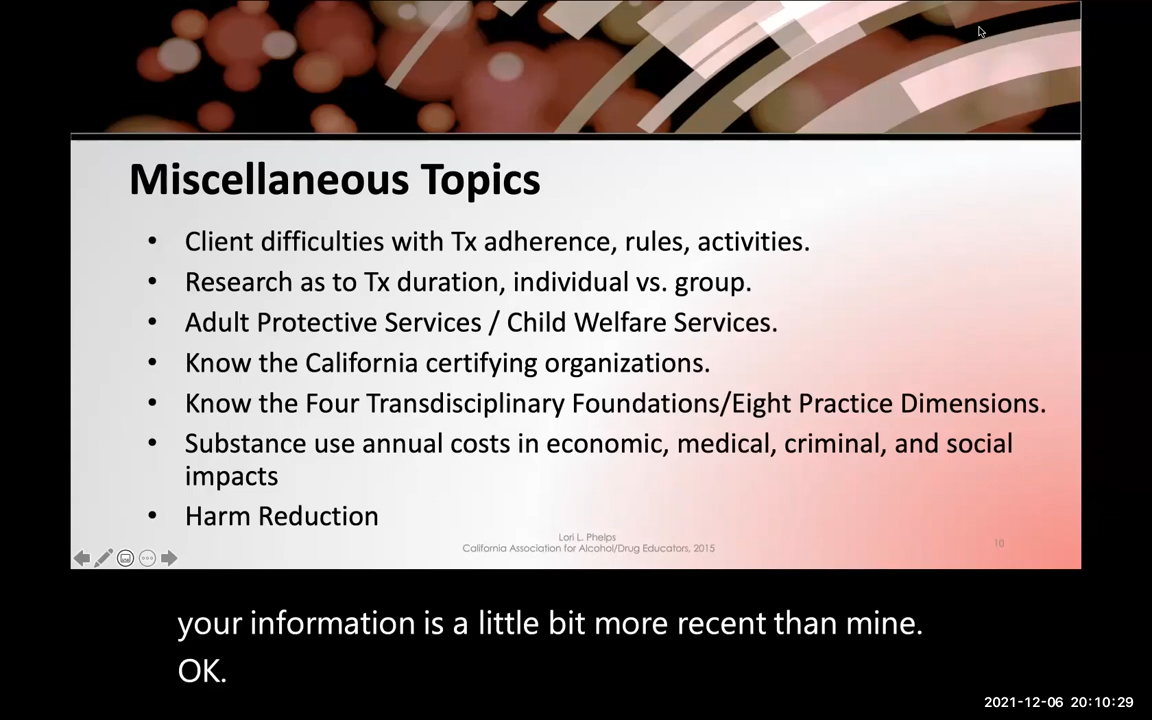 Miscellaneous Topics
• Client difficulties with Tx adherence, rules, activities.
• Research as to Tx duration, individual vs. group.
• Adult Protective Services / Child Welfare Services.
• Know the California certifying organizations.
• Know the Four Transdisciplinary Foundations/Eight Practice Dimensions.
• Substance use annual costs in economic, medical, criminal, and social
impacts
• Harm Reduction
Lori L. Phelps
California Association for Alcohol/Drug Educators, 2015
10
your information is a little bit more recent than mine.
OK.
2021-12-06 20:10:29